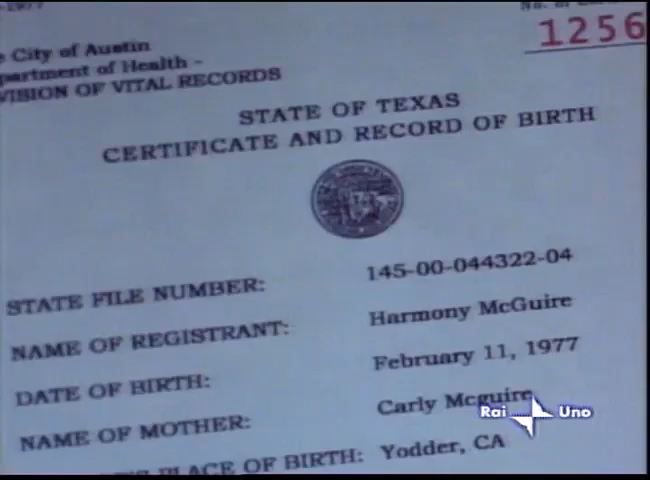 City of Austin
partment of Health -
VISION OF VITAL RECORDS
1256
STATE OF TEXAS
CERTIFICATE AND RECORD OF BIRTH
STATE FILE NUMBER: 145-00-044322-04
NAME OF REGISTRANT: Harmony McGuire
DATE OF BIRTH: February 11, 1977
NAME OF MOTHER: Carly Mcguire
PLACE OF BIRTH: Yodder, CA
Rai Uno